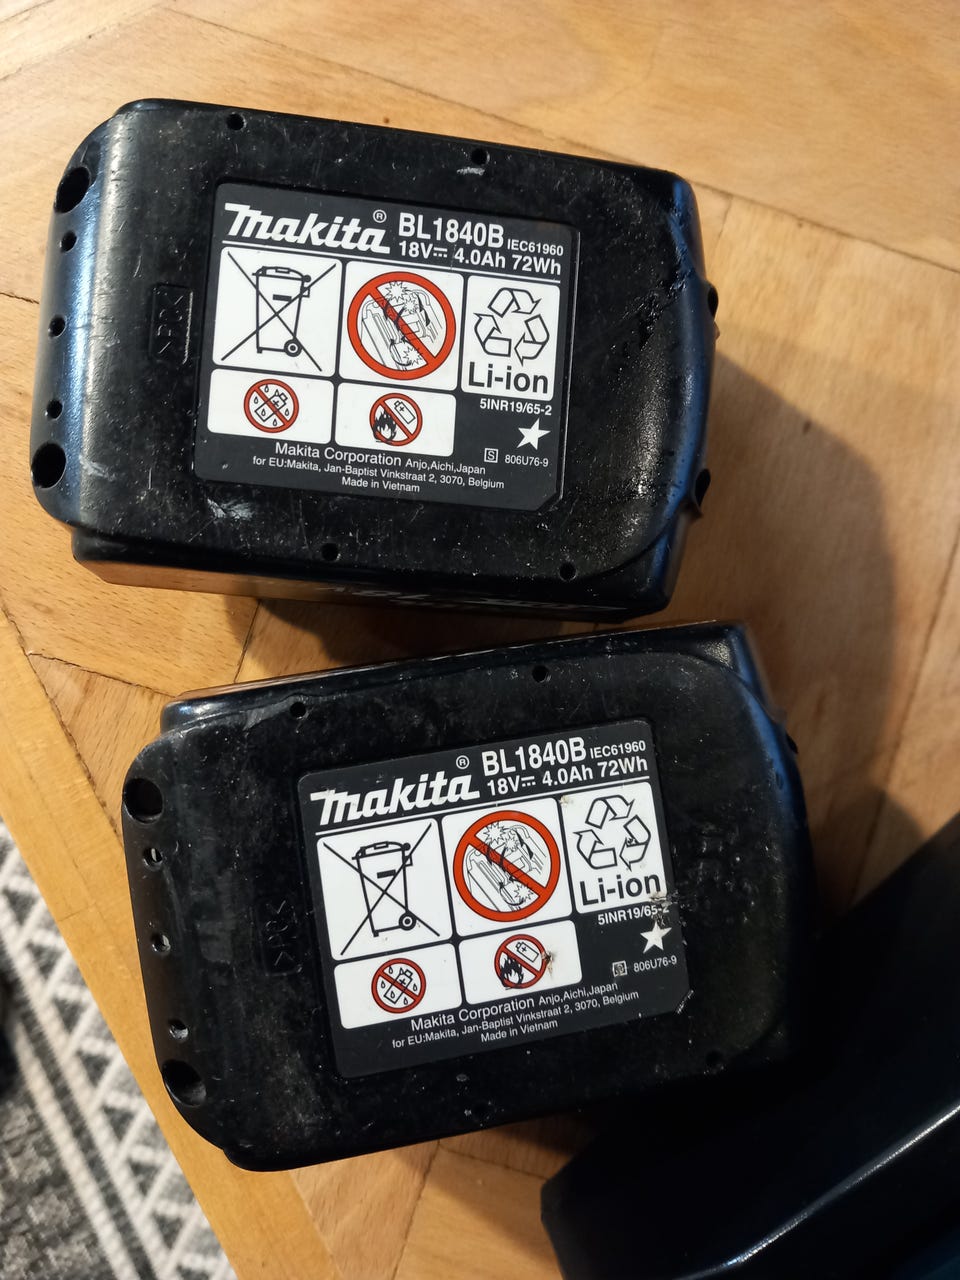 makita® BL1840B IEC61960
18V⎓ 4.0Ah 72Wh
Li-ion
5INR19/65-2
S 806U76-9
Makita Corporation Anjo,Aichi,Japan
for EU:Makita, Jan-Baptist Vinkstraat 2, 3070, Belgium
Made in Vietnam
makita® BL1840B IEC61960
18V⎓ 4.0Ah 72Wh
Li-ion
5INR19/65-2
806U76-9
Makita Corporation Anjo,Aichi,Japan
for EU:Makita, Jan-Baptist Vinkstraat 2, 3070, Belgium
Made in Vietnam